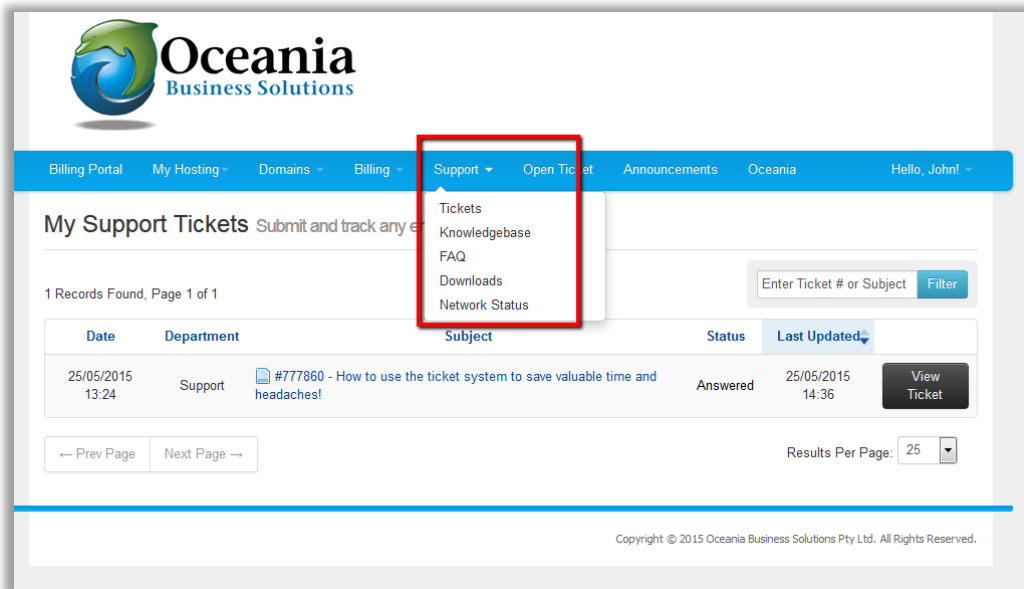 Oceania
Business Solutions
Billing Portal My Hosting Domains Billing Support Open Ticket Announcements Oceania Hello, John!
Tickets
Knowledgebase
FAQ
Downloads
Network Status
My Support Tickets Submit and track any
1 Records Found, Page 1 of 1
Enter Ticket # or Subject Filter
Date Department Subject Status Last Updated
25/05/2015
13:24
Support
#777860 - How to use the ticket system to save valuable time and
headaches!
Answered
25/05/2015
14:36
View
Ticket
← Prev Page Next Page →
Results Per Page: 25
Copyright © 2015 Oceania Business Solutions Pty Ltd. All Rights Reserved.